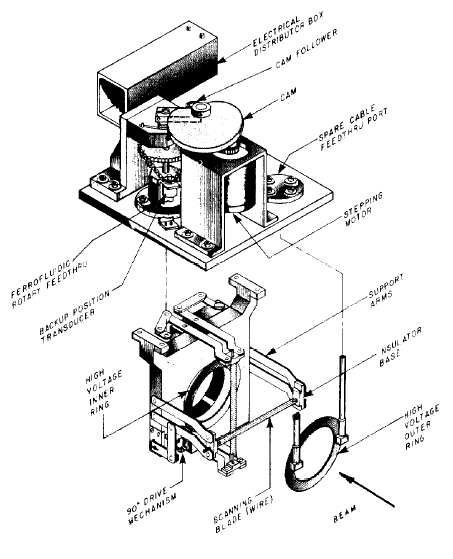 ELECTRICAL
DISTRIBUTOR BOX
CAM FOLLOWER
CAM
SPARE CABLE
FEEDTHRU PORT
STEPPING
MOTOR
FERROFLUIDIC
ROTARY FEEDTHRU
BACKUP POSITION
TRANSDUCER
SUPPORT
ARMS
INSULATOR
BASE
HIGH
VOLTAGE
INNER
RING
HIGH
VOLTAGE
OUTER
RING
90° DRIVE
MECHANISM
SCANNING
BLADE (WIRE)
BEAM